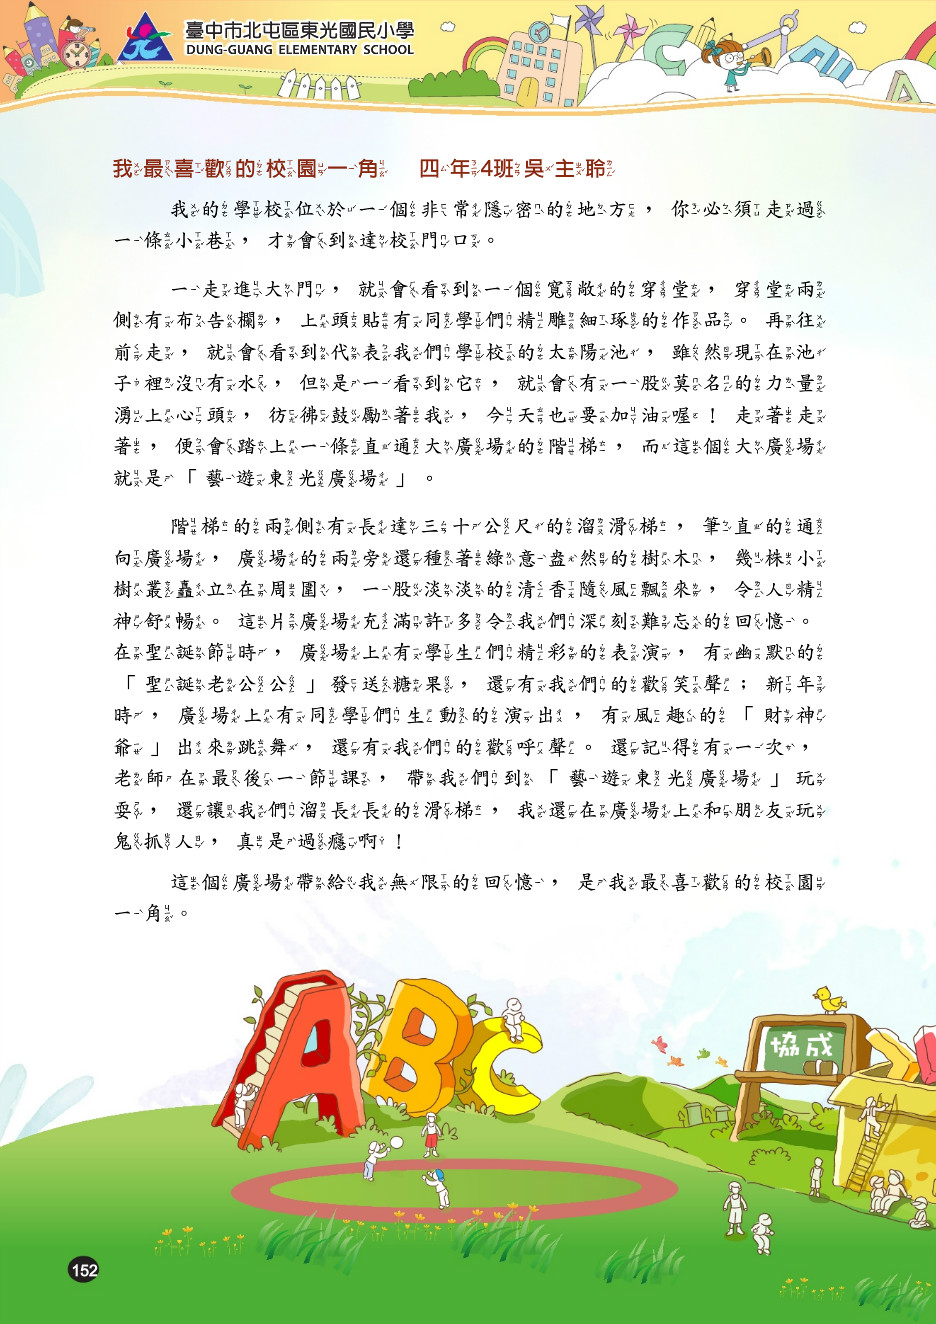 臺中市北屯區東光國民小學
DUNG-GUANG ELEMENTARY SCHOOL
我最喜歡的校園一角 四年4班吳主聆
我的學校位於一個非常隱密的地方，你必須走過
一條小巷，才會到達校門口。
一走進大門，就會看到一個寬敞的穿堂，穿堂兩
側有布告欄，上頭貼有同學們精雕細琢的作品。再往
前走，就會看到代表我們學校的太陽池，雖然現在池
子裡沒有水，但是一看到它，就會有一股莫名的力量
湧上心頭，彷彿鼓勵著我，今天也要加油喔！走著走
著，便會踏上一條直通大廣場的階梯，而這個大廣場
就是「藝遊東光廣場」。
階梯的兩側有長達三十公尺的溜滑梯，筆直的通
向廣場，廣場的兩旁還種著綠意盎然的樹木，幾株小
樹叢矗立在周圍，一股淡淡的清香隨風飄來，令人精
神舒暢。這片廣場充滿許多令我們深刻難忘的回憶。
在聖誕節時，廣場上有學生們精彩的表演，有幽默的
「聖誕老公公」發送糖果，還有我們的歡笑聲；新年
時，廣場上有同學們生動的演出，有風趣的「財神
爺」出來跳舞，還有我們的歡呼聲。還記得有一次，
老師在最後一節課，帶我們到「藝遊東光廣場」玩
耍，還讓我們溜長長的滑梯，我還在廣場上和朋友玩
鬼抓人，真是過癮啊！
這個廣場帶給我無限的回憶，是我最喜歡的校園
一角。
ABC
協成
152